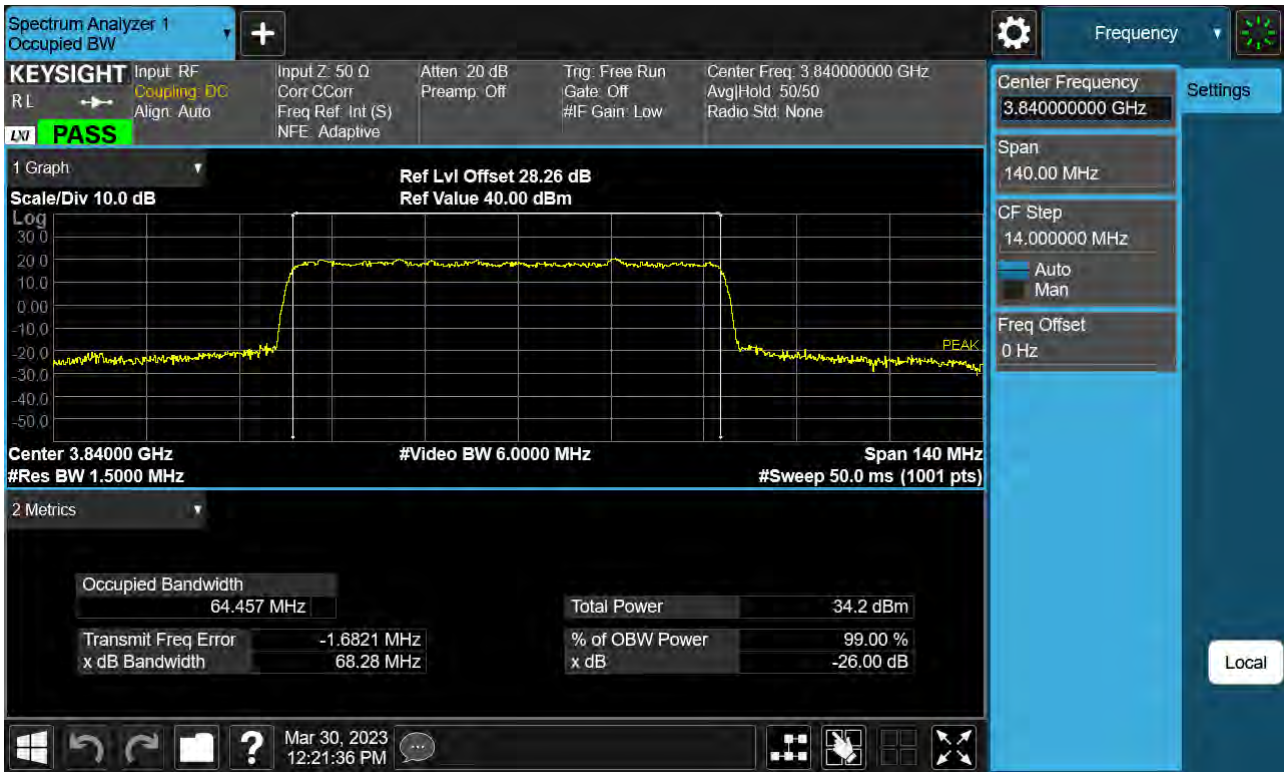 Spectrum Analyzer 1
Occupied BW
+
Frequency
KEYSIGHT
RL
LXI
PASS
Input: RF
Coupling: DC
Align: Auto
Input Z: 50 Ω
Corr CCorr
Freq Ref: Int (S)
NFE: Adaptive
Atten: 20 dB
Preamp: Off
Trig: Free Run
Gate: Off
#IF Gain: Low
Center Freq: 3.840000000 GHz
Avg|Hold: 50/50
Radio Std: None
Center Frequency
3.840000000 GHz
Settings
Span
140.00 MHz
CF Step
14.000000 MHz
Auto
Man
Freq Offset
0 Hz
1 Graph
Scale/Div 10.0 dB
Ref Lvl Offset 28.26 dB
Ref Value 40.00 dBm
Log
30.0
20.0
10.0
0.00
-10.0
-20.0
-30.0
-40.0
-50.0
PEAK
Center 3.84000 GHz
#Video BW 6.0000 MHz
Span 140 MHz
#Res BW 1.5000 MHz
#Sweep 50.0 ms (1001 pts)
2 Metrics
Occupied Bandwidth
64.457 MHz
Total Power 34.2 dBm
Transmit Freq Error -1.6821 MHz
% of OBW Power 99.00 %
x dB Bandwidth 68.28 MHz
x dB -26.00 dB
Local
?
Mar 30, 2023
12:21:36 PM